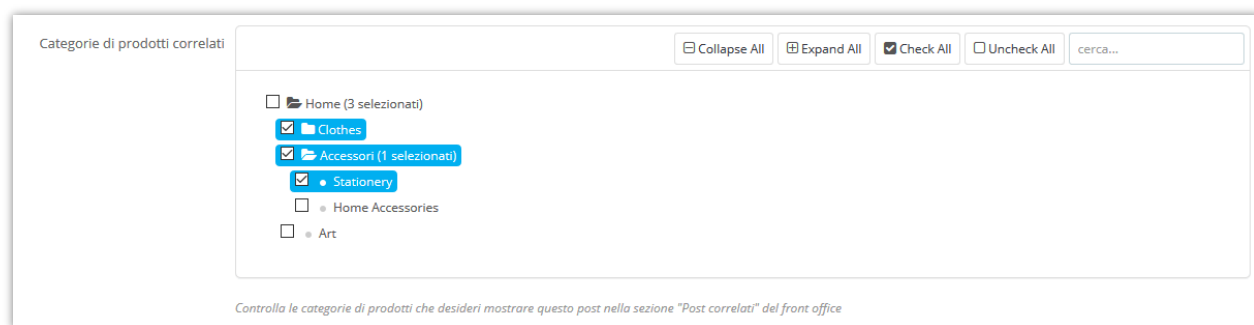 Categorie di prodotti correlati
Collapse All Expand All Check All Uncheck All cerca...
Home (3 selezionati)
Clothes
Accessori (1 selezionati)
Stationery
Home Accessories
Art
Controlla le categorie di prodotti che desideri mostrare questo post nella sezione "Post correlati" del front office